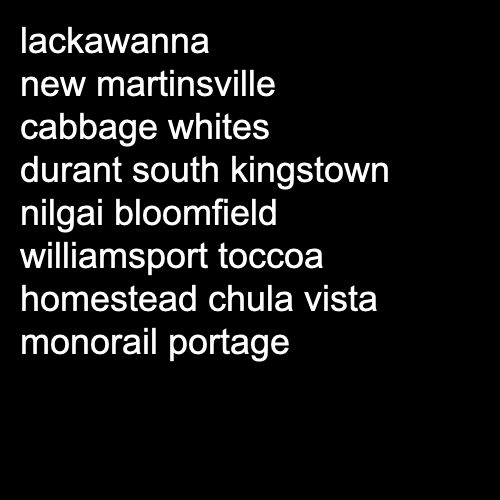 lackawanna
new martinsville
cabbage whites
durant south kingstown
nilgai bloomfield
williamsport toccoa
homestead chula vista
monorail portage